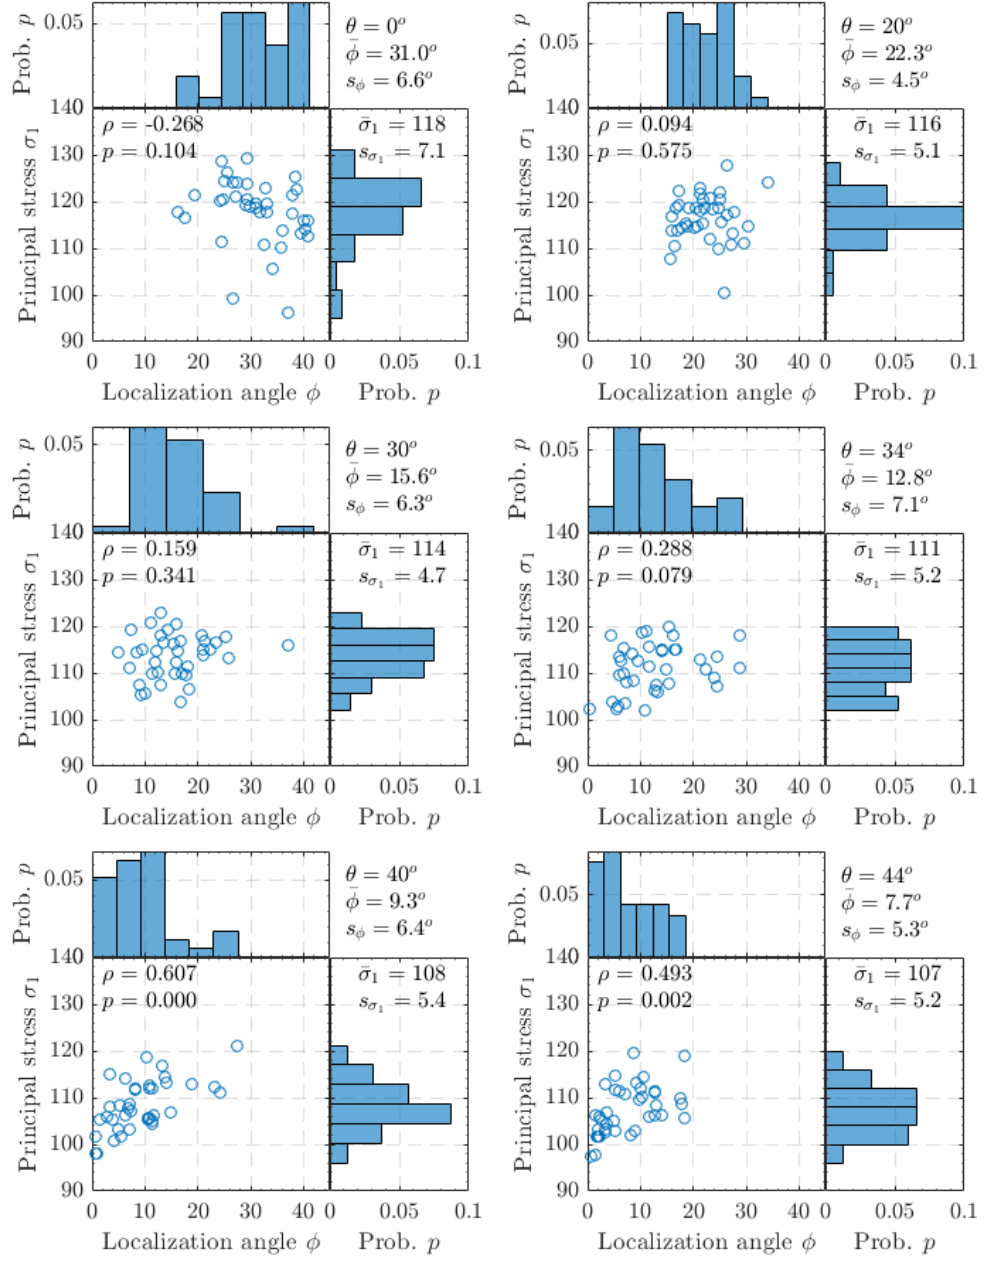 Prob. p
0.05
θ = 0°
ϕ̄ = 31.0°
s_ϕ = 6.6°
Principal stress σ₁
140
130
120
110
100
90
ρ = -0.268
p = 0.104
σ̄₁ = 118
s_σ₁ = 7.1
0 10 20 30 40
0 0.05 0.1
Localization angle ϕ
Prob. p
Prob. p
0.05
θ = 20°
ϕ̄ = 22.3°
s_ϕ = 4.5°
Principal stress σ₁
140
130
120
110
100
90
ρ = 0.094
p = 0.575
σ̄₁ = 116
s_σ₁ = 5.1
0 10 20 30 40
0 0.05 0.1
Localization angle ϕ
Prob. p
Prob. p
0.05
θ = 30°
ϕ̄ = 15.6°
s_ϕ = 6.3°
Principal stress σ₁
140
130
120
110
100
90
ρ = 0.159
p = 0.341
σ̄₁ = 114
s_σ₁ = 4.7
0 10 20 30 40
0 0.05 0.1
Localization angle ϕ
Prob. p
Prob. p
0.05
θ = 34°
ϕ̄ = 12.8°
s_ϕ = 7.1°
Principal stress σ₁
140
130
120
110
100
90
ρ = 0.288
p = 0.079
σ̄₁ = 111
s_σ₁ = 5.2
0 10 20 30 40
0 0.05 0.1
Localization angle ϕ
Prob. p
Prob. p
0.05
θ = 40°
ϕ̄ = 9.3°
s_ϕ = 6.4°
Principal stress σ₁
140
130
120
110
100
90
ρ = 0.607
p = 0.000
σ̄₁ = 108
s_σ₁ = 5.4
0 10 20 30 40
0 0.05 0.1
Localization angle ϕ
Prob. p
Prob. p
0.05
θ = 44°
ϕ̄ = 7.7°
s_ϕ = 5.3°
Principal stress σ₁
140
130
120
110
100
90
ρ = 0.493
p = 0.002
σ̄₁ = 107
s_σ₁ = 5.2
0 10 20 30 40
0 0.05 0.1
Localization angle ϕ
Prob. p